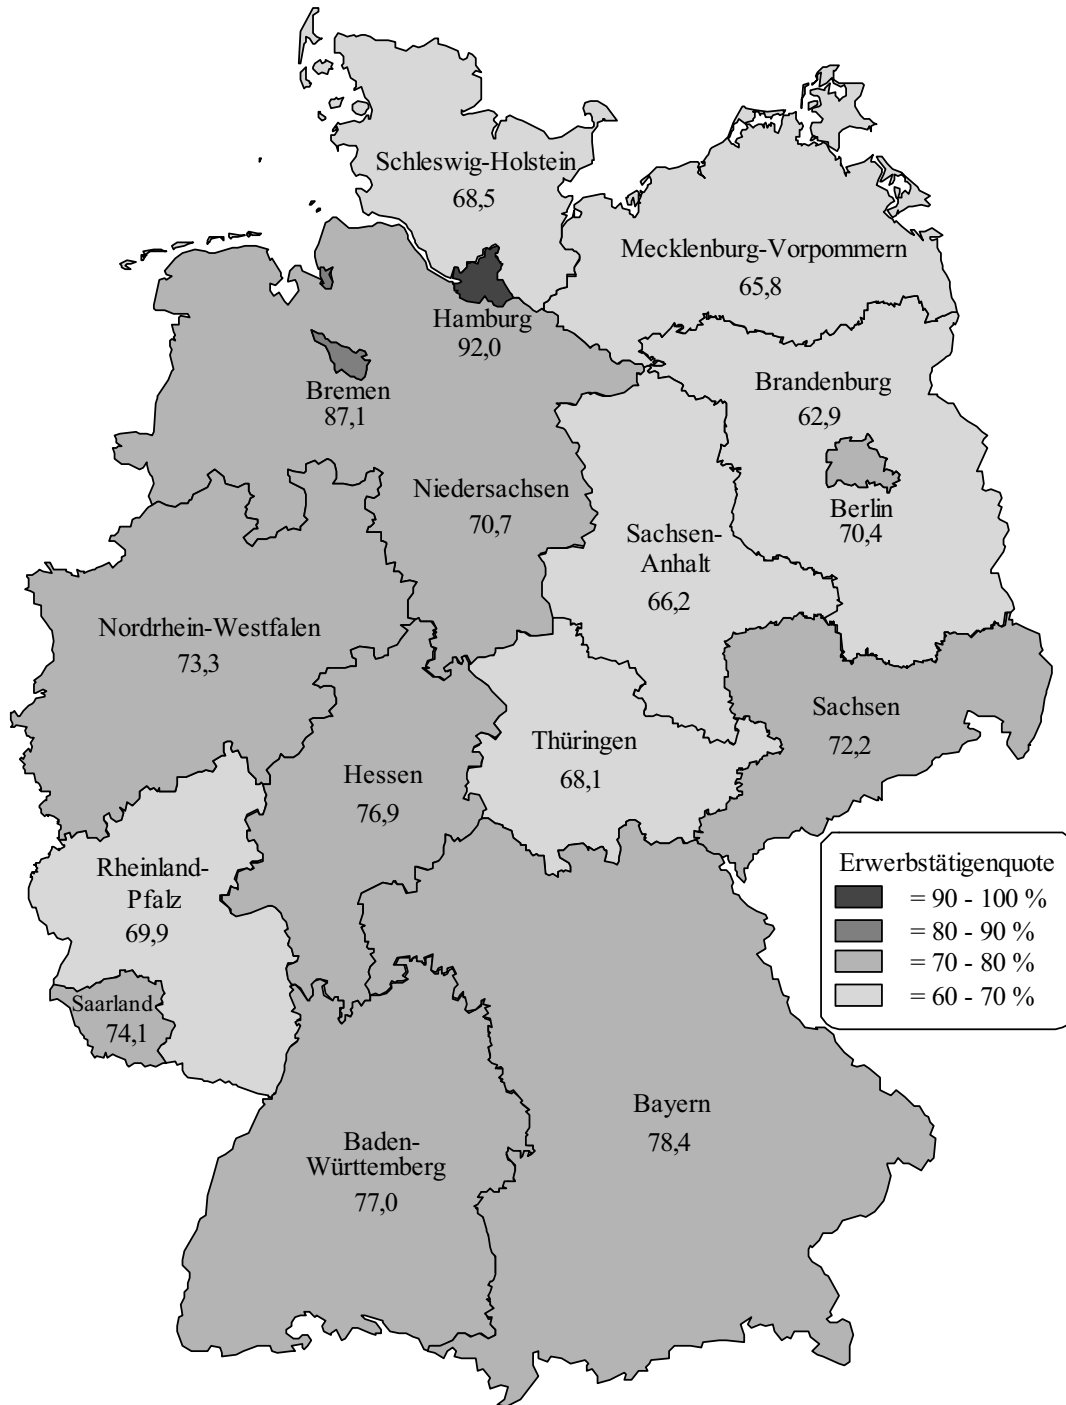 Schleswig-Holstein
68,5
Mecklenburg-Vorpommern
65,8
Hamburg
92,0
Bremen
87,1
Brandenburg
62,9
Berlin
70,4
Niedersachsen
70,7
Sachsen-
Anhalt
66,2
Nordrhein-Westfalen
73,3
Sachsen
72,2
Thüringen
68,1
Hessen
76,9
Rheinland-
Pfalz
69,9
Saarland
74,1
Bayern
78,4
Baden-
Württemberg
77,0
Erwerbstätigenquote
= 90 - 100 %
= 80 - 90 %
= 70 - 80 %
= 60 - 70 %